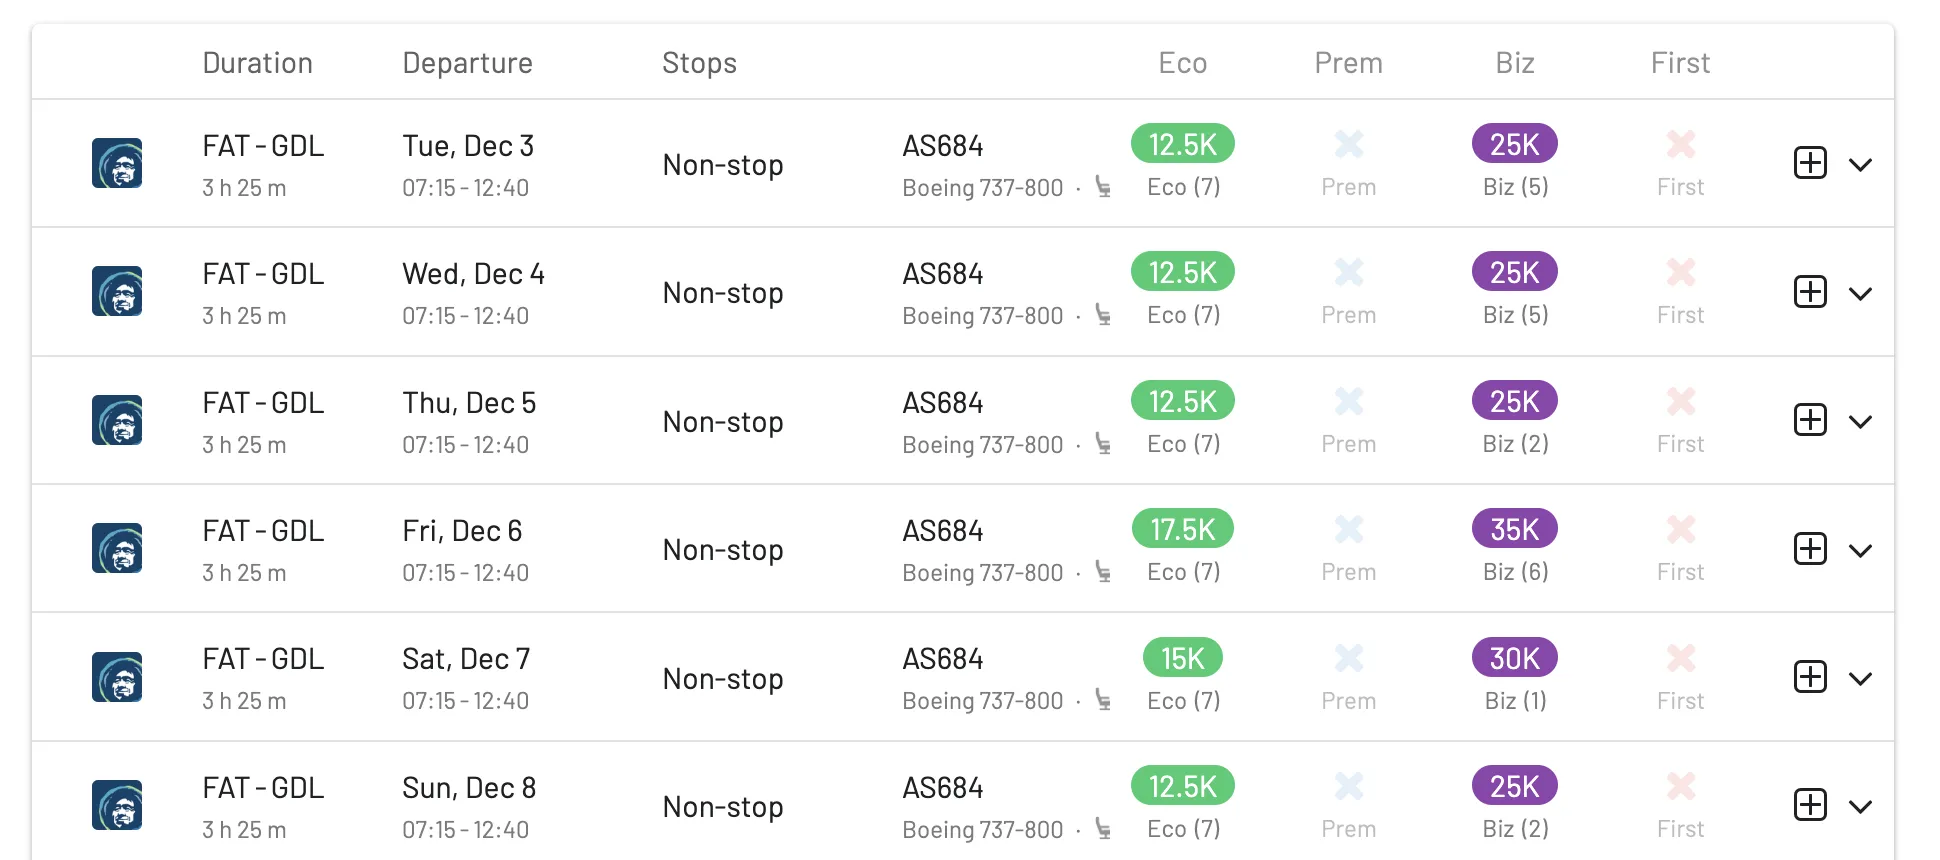 Duration Departure Stops Eco Prem Biz First
FAT - GDL Tue, Dec 3 Non-stop AS684 12.5K 25K
3 h 25 m 07:15 - 12:40 Boeing 737-800 · Eco (7) Prem Biz (5) First
FAT - GDL Wed, Dec 4 Non-stop AS684 12.5K 25K
3 h 25 m 07:15 - 12:40 Boeing 737-800 · Eco (7) Prem Biz (5) First
FAT - GDL Thu, Dec 5 Non-stop AS684 12.5K 25K
3 h 25 m 07:15 - 12:40 Boeing 737-800 · Eco (7) Prem Biz (2) First
FAT - GDL Fri, Dec 6 Non-stop AS684 17.5K 35K
3 h 25 m 07:15 - 12:40 Boeing 737-800 · Eco (7) Prem Biz (6) First
FAT - GDL Sat, Dec 7 Non-stop AS684 15K 30K
3 h 25 m 07:15 - 12:40 Boeing 737-800 · Eco (7) Prem Biz (1) First
FAT - GDL Sun, Dec 8 Non-stop AS684 12.5K 25K
3 h 25 m 07:15 - 12:40 Boeing 737-800 · Eco (7) Prem Biz (2) First